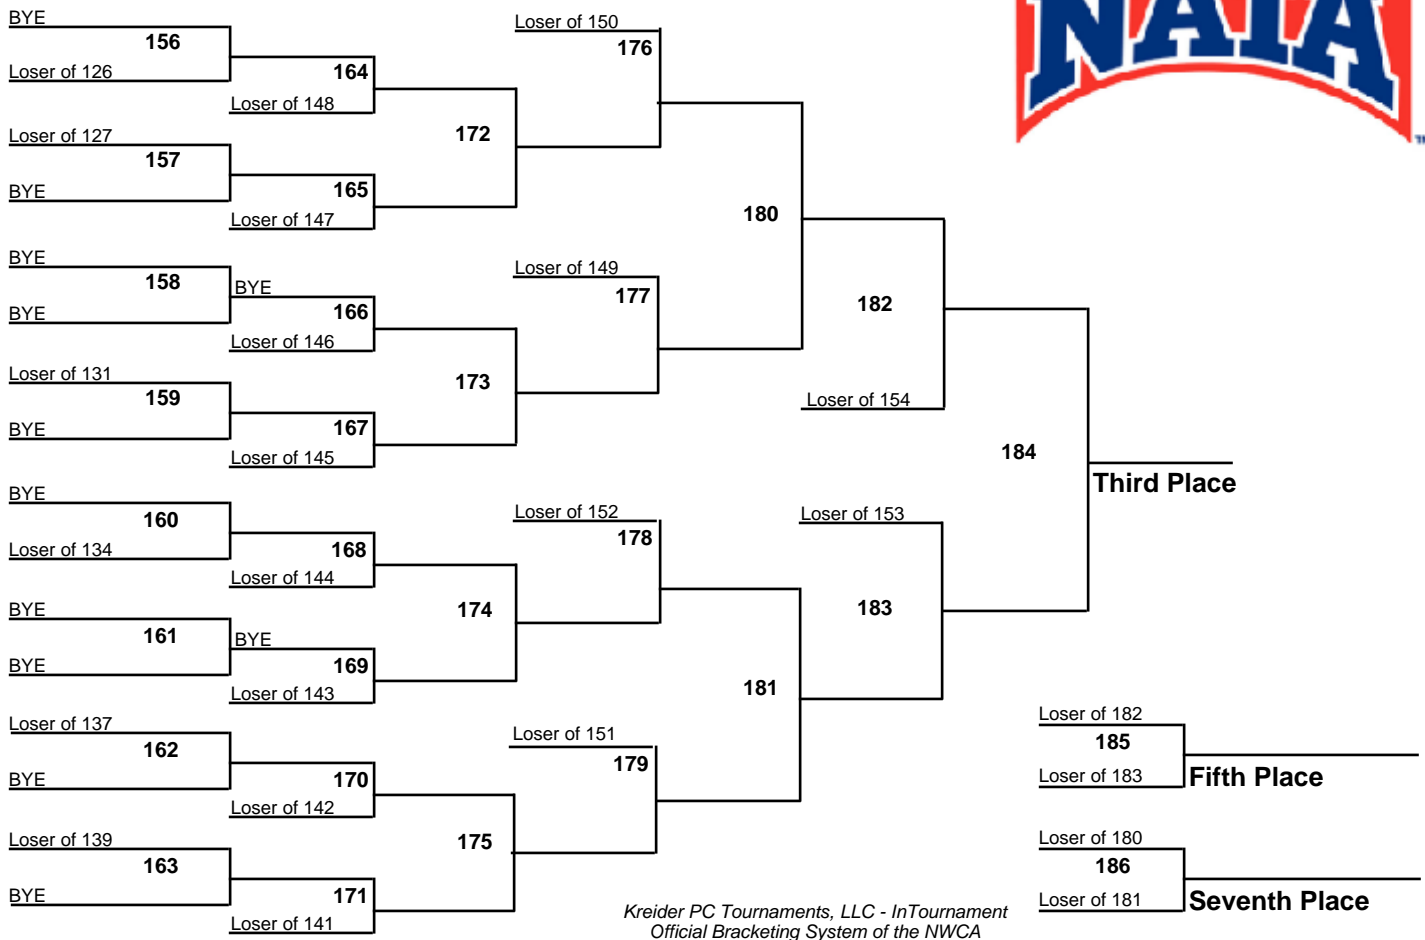 NAIA
TM
BYE
156
Loser of 126
Loser of 127
157
BYE
BYE
158
BYE
Loser of 131
159
BYE
BYE
160
Loser of 134
BYE
161
BYE
Loser of 137
162
BYE
Loser of 139
163
BYE
164
Loser of 148
165
Loser of 147
BYE
166
Loser of 146
167
Loser of 145
168
Loser of 144
BYE
169
Loser of 143
170
Loser of 142
171
Loser of 141
172
173
174
175
Loser of 150
176
Loser of 149
177
Loser of 152
178
Loser of 151
179
180
181
182
Loser of 154
Loser of 153
183
184
Third Place
Loser of 182
185
Loser of 183
Fifth Place
Loser of 180
186
Loser of 181
Seventh Place
Kreider PC Tournaments, LLC - InTournament
Official Bracketing System of the NWCA